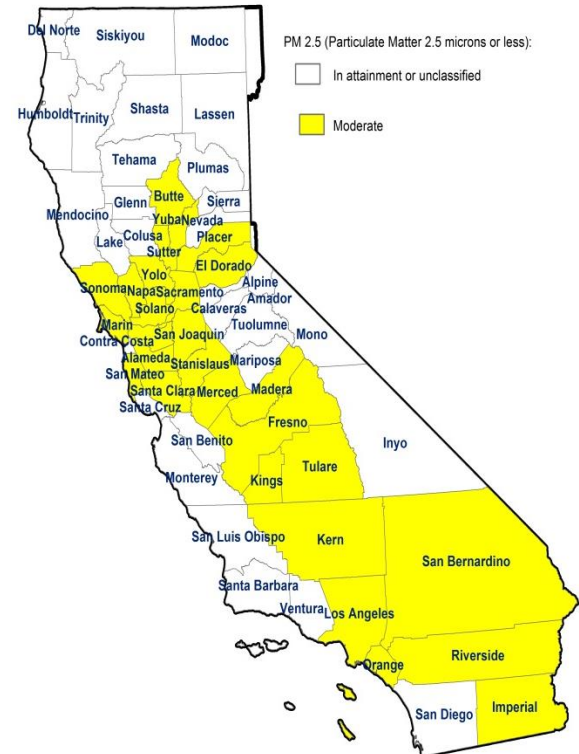 PM 2.5 (Particulate Matter 2.5 microns or less):
In attainment or unclassified
Moderate
Del Norte
Siskiyou
Modoc
Humboldt
Trinity
Shasta
Lassen
Tehama
Plumas
Mendocino
Glenn
Butte
Sierra
Yuba
Nevada
Lake
Colusa
Placer
Sutter
El Dorado
Sonoma
Yolo
Napa
Sacramento
Alpine
Amador
Solano
Calaveras
Marin
Tuolumne
Contra Costa
San Joaquin
Mono
Alameda
Stanislaus
Mariposa
San Mateo
Santa Clara
Merced
Madera
Santa Cruz
Fresno
San Benito
Inyo
Monterey
Kings
Tulare
San Luis Obispo
Kern
San Bernardino
Santa Barbara
Ventura
Los Angeles
Orange
Riverside
San Diego
Imperial